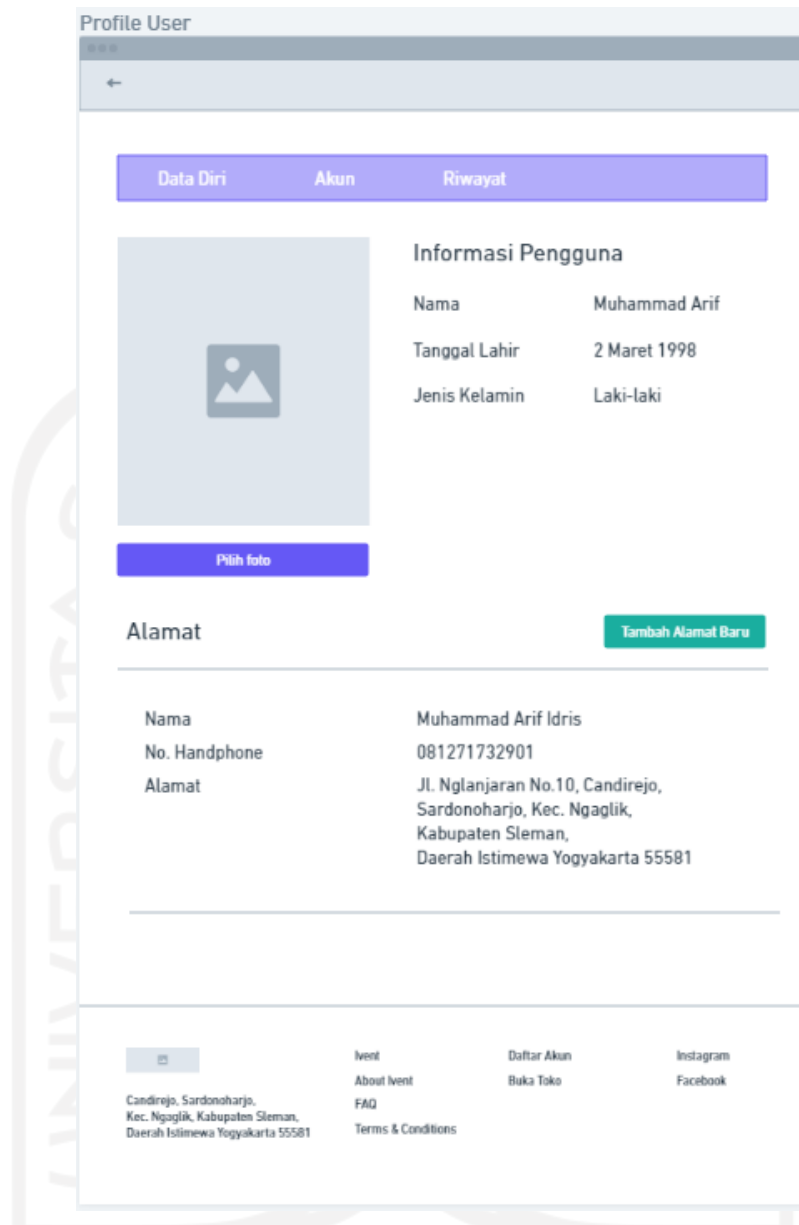 Profile User
Data Diri Akun Riwayat
Informasi Pengguna
Nama Muhammad Arif
Tanggal Lahir 2 Maret 1998
Jenis Kelamin Laki-laki
Pilih foto
Alamat
Tambah Alamat Baru
Nama Muhammad Arif Idris
No. Handphone 081271732901
Alamat Jl. Nglanjaran No.10, Candirejo,
Sardonoharjo, Kec. Ngaglik,
Kabupaten Sleman,
Daerah Istimewa Yogyakarta 55581
Candirejo, Sardonoharjo,
Kec. Ngaglik, Kabupaten Sleman,
Daerah Istimewa Yogyakarta 55581
Ivent
About Ivent
FAQ
Terms & Conditions
Daftar Akun
Buka Toko
Instagram
Facebook